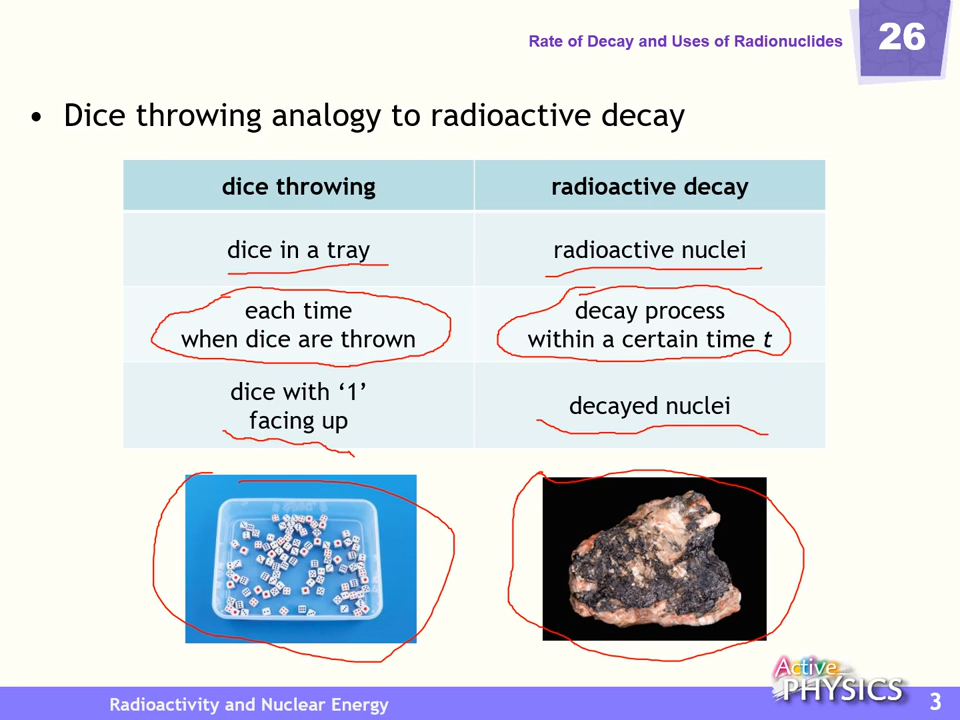 Rate of Decay and Uses of Radionuclides
26
• Dice throwing analogy to radioactive decay
dice throwing
radioactive decay
dice in a tray
radioactive nuclei
each time
when dice are thrown
decay process
within a certain time t
dice with ‘1’
facing up
decayed nuclei
Active
PHYSICS
Radioactivity and Nuclear Energy
3